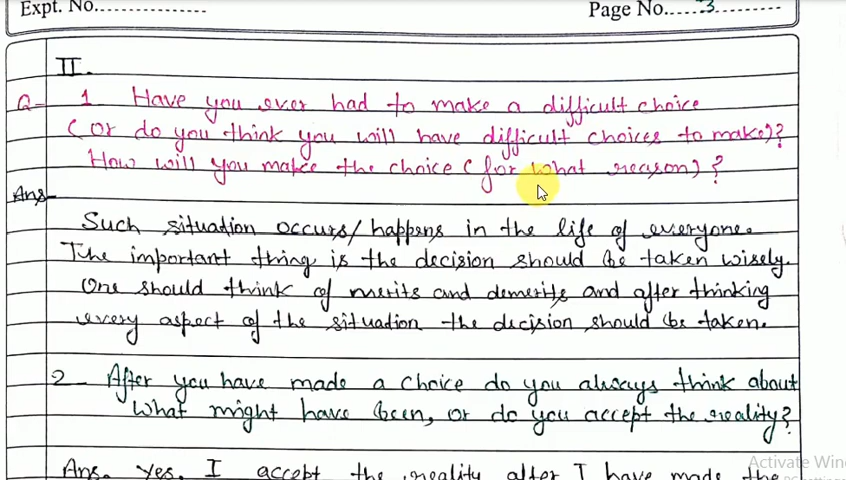 Expt. No...............
Page No.....3..........
II.
Q- 1 Have you ever had to make a difficult choice
(or do you think you will have difficult choices to make)?
How will you make the choice (for what reason)?
Ans-
Such situation occurs/happens in the life of everyone.
The important thing is the decision should be taken wisely.
One should think of merits and demerits, and after thinking
every aspect of the situation the decision should be taken.
2- After you have made a choice do you always think about
what might have been, or do you accept the reality?
Ans. Yes. I accept the reality after I have made the
Activate Win